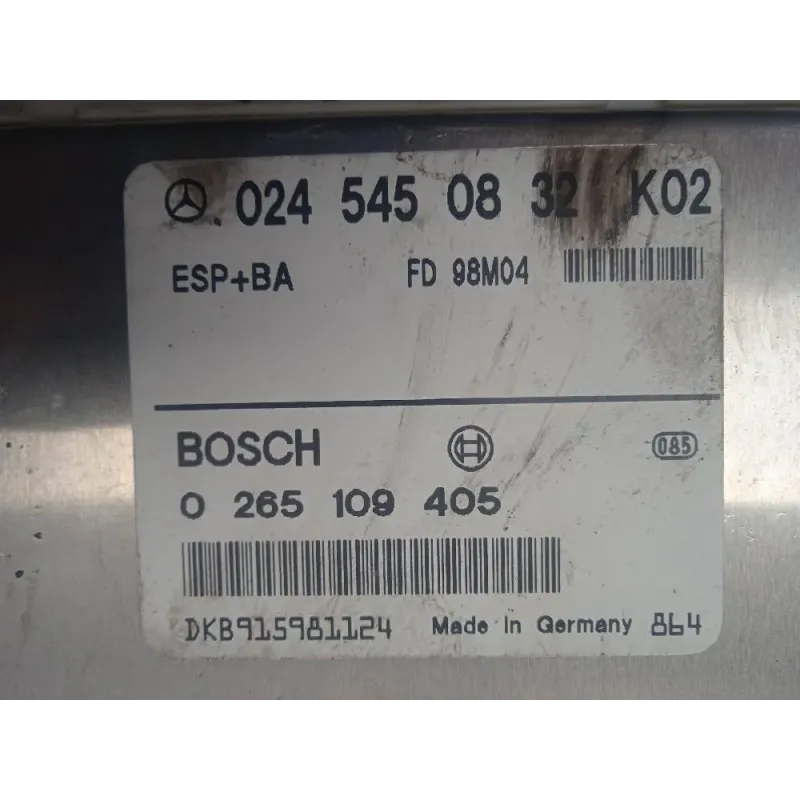 024 545 08 32 K02
ESP+BA FD 98M04
BOSCH 085
0 265 109 405
DKB915981124 Made in Germany 864